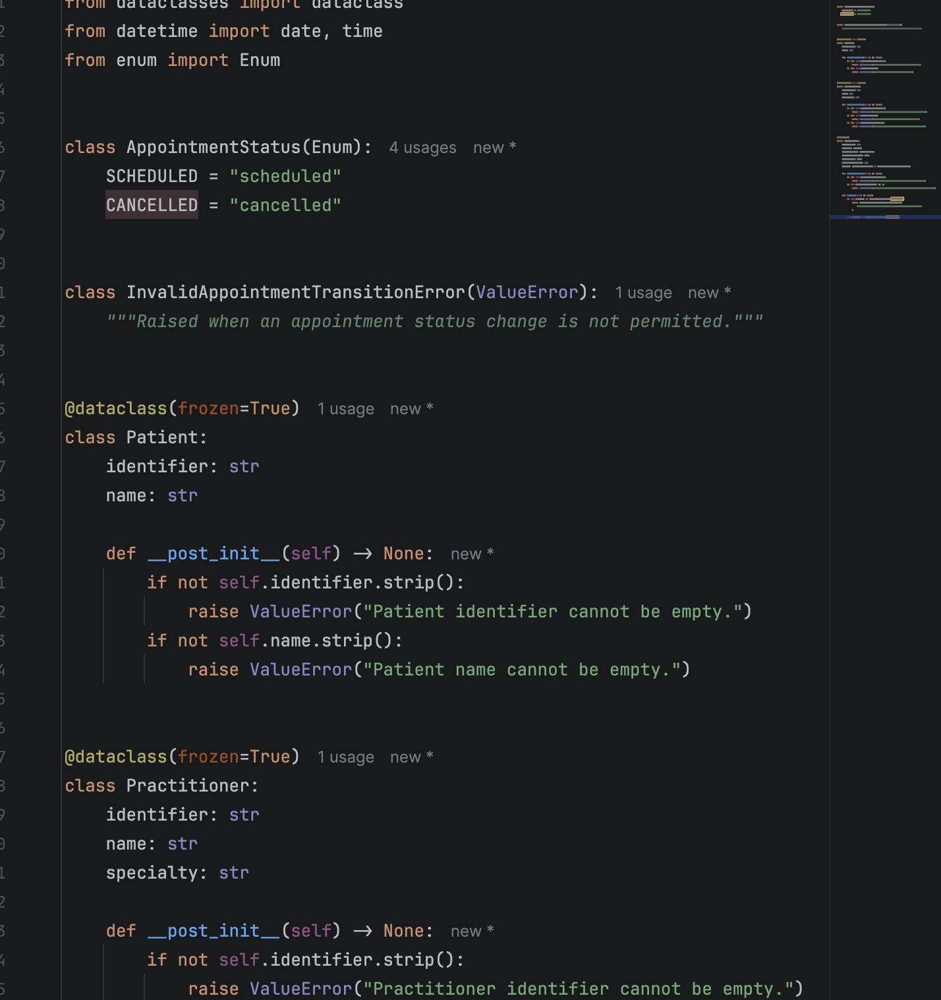 from dataclasses import dataclass
from datetime import date, time
from enum import Enum
class AppointmentStatus(Enum): 4 usages new *
SCHEDULED = "scheduled"
CANCELLED = "cancelled"
class InvalidAppointmentTransitionError(ValueError): 1 usage new *
"""Raised when an appointment status change is not permitted."""
@dataclass(frozen=True) 1 usage new *
class Patient:
identifier: str
name: str
def __post_init__(self) -> None: new *
if not self.identifier.strip():
raise ValueError("Patient identifier cannot be empty.")
if not self.name.strip():
raise ValueError("Patient name cannot be empty.")
@dataclass(frozen=True) 1 usage new *
class Practitioner:
identifier: str
name: str
specialty: str
def __post_init__(self) -> None: new *
if not self.identifier.strip():
raise ValueError("Practitioner identifier cannot be empty.")